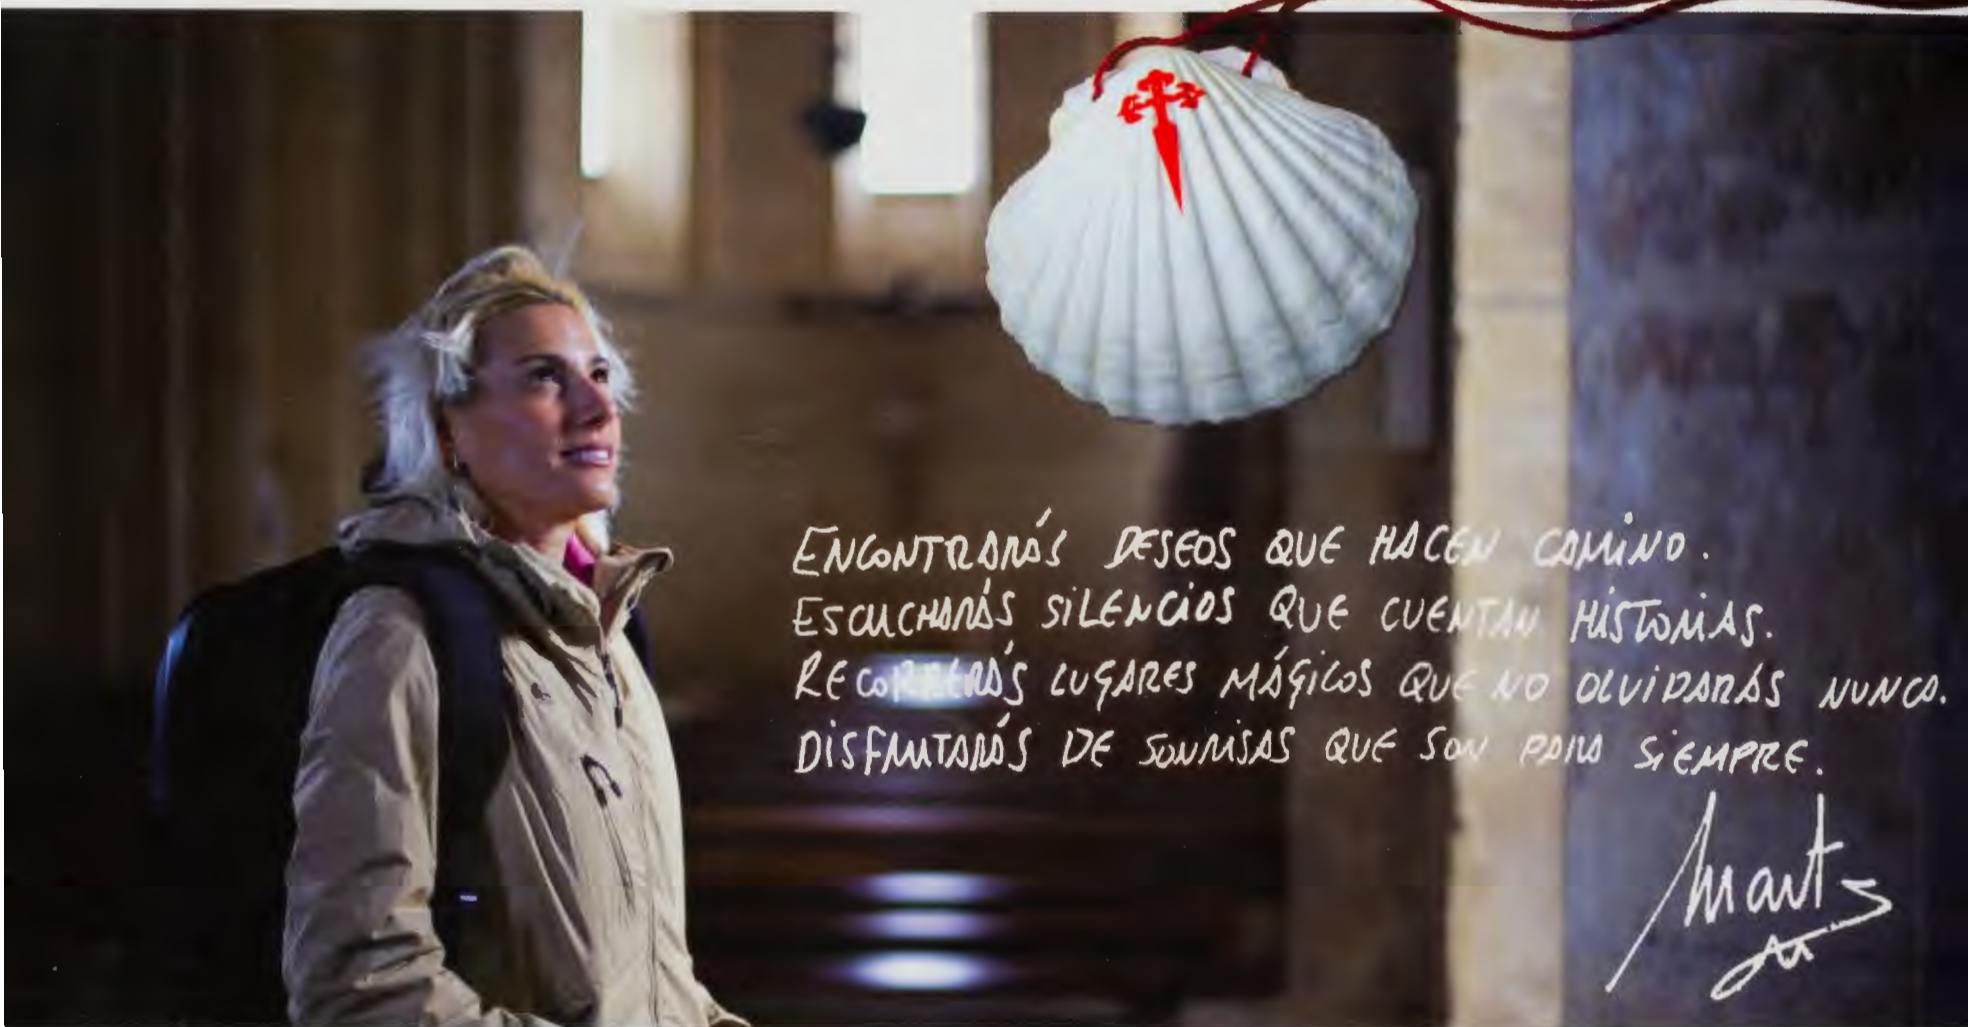 ENCONTRARÁS DESEOS QUE HACEN CAMINO.
ESCUCHARÁS SILENCIOS QUE CUENTAN HISTORIAS.
RECORRERÁS LUGARES MÁGICOS QUE NO OLVIDARÁS NUNCA.
DISFRUTARÁS DE SONRISAS QUE SON PARA SIEMPRE.